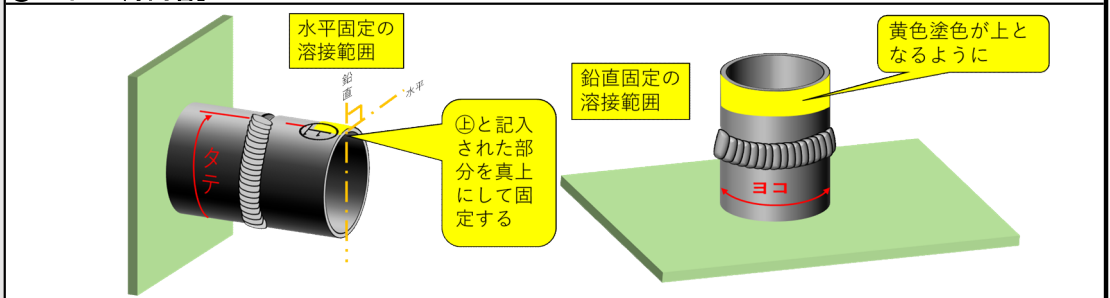 水平固定の
溶接範囲
鉛
直
水平
上
タ
テ
㊤と記入
された部
分を真上
にして固
定する
鉛直固定の
溶接範囲
黄色塗色が上と
なるように
ヨコ